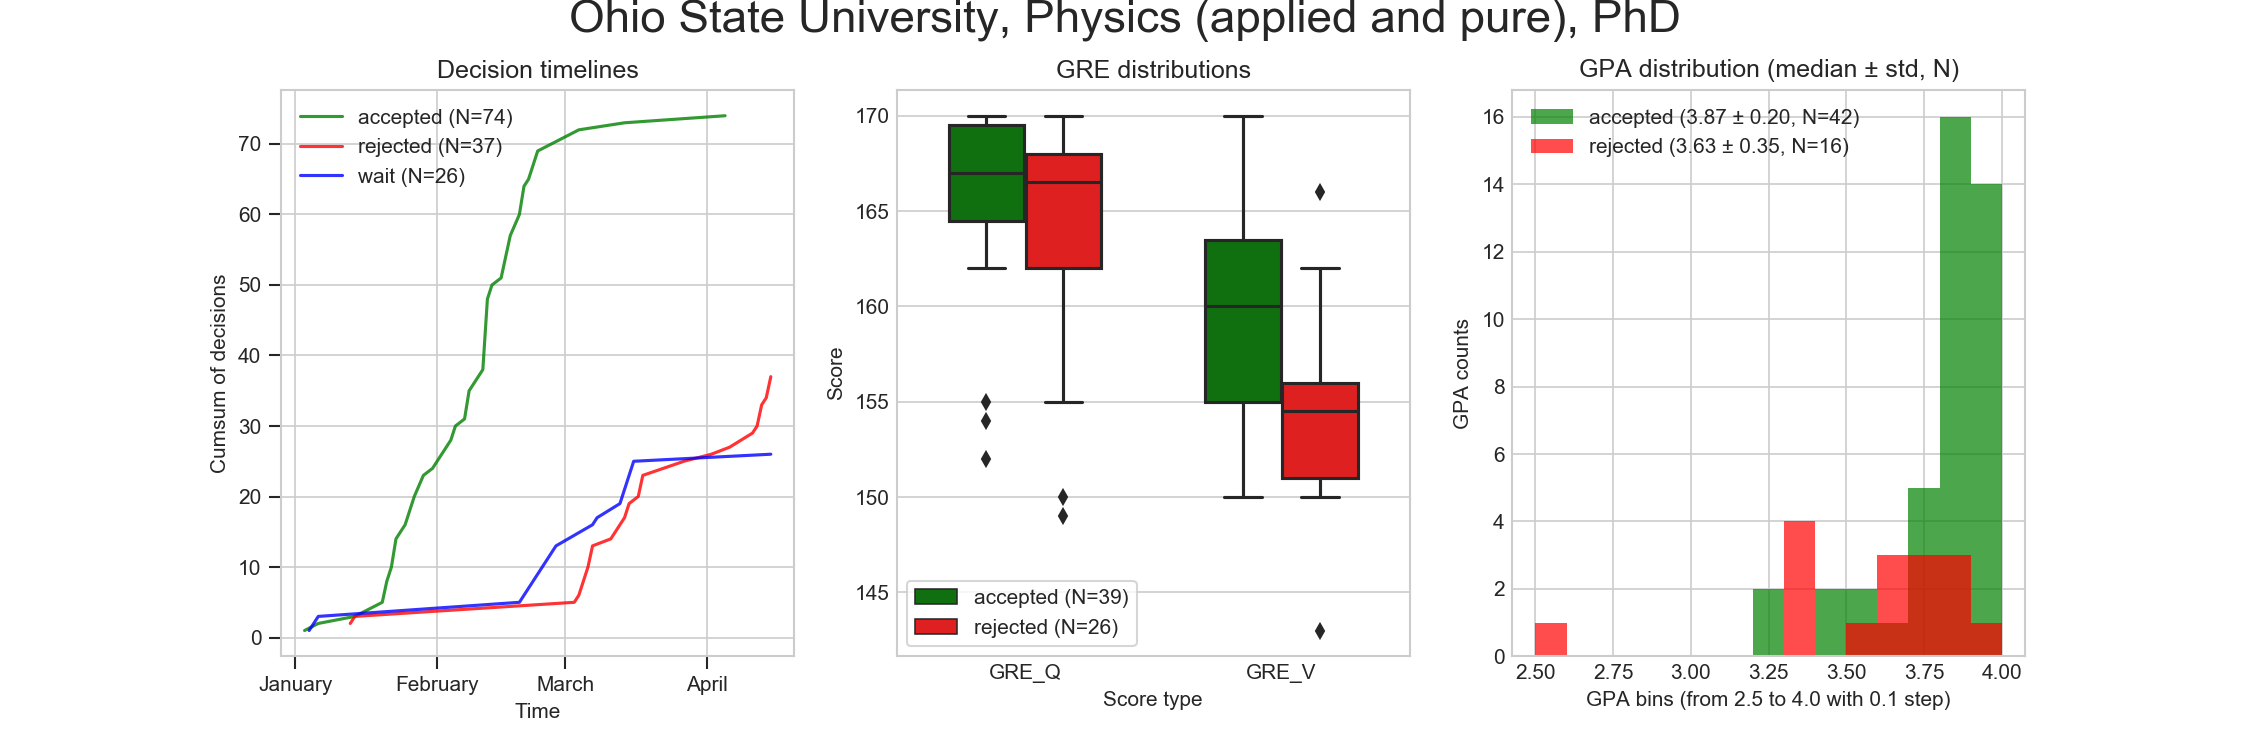 Ohio State University, Physics (applied and pure), PhD
Decision timelines
accepted (N=74)
rejected (N=37)
wait (N=26)
70
60
50
40
30
20
10
0
Cumsum of decisions
January February March April
Time
GRE distributions
170
165
160
155
150
145
Score
accepted (N=39)
rejected (N=26)
GRE_Q GRE_V
Score type
GPA distribution (median ± std, N)
accepted (3.87 ± 0.20, N=42)
rejected (3.63 ± 0.35, N=16)
16
14
12
10
8
6
4
2
0
GPA counts
2.50 2.75 3.00 3.25 3.50 3.75 4.00
GPA bins (from 2.5 to 4.0 with 0.1 step)